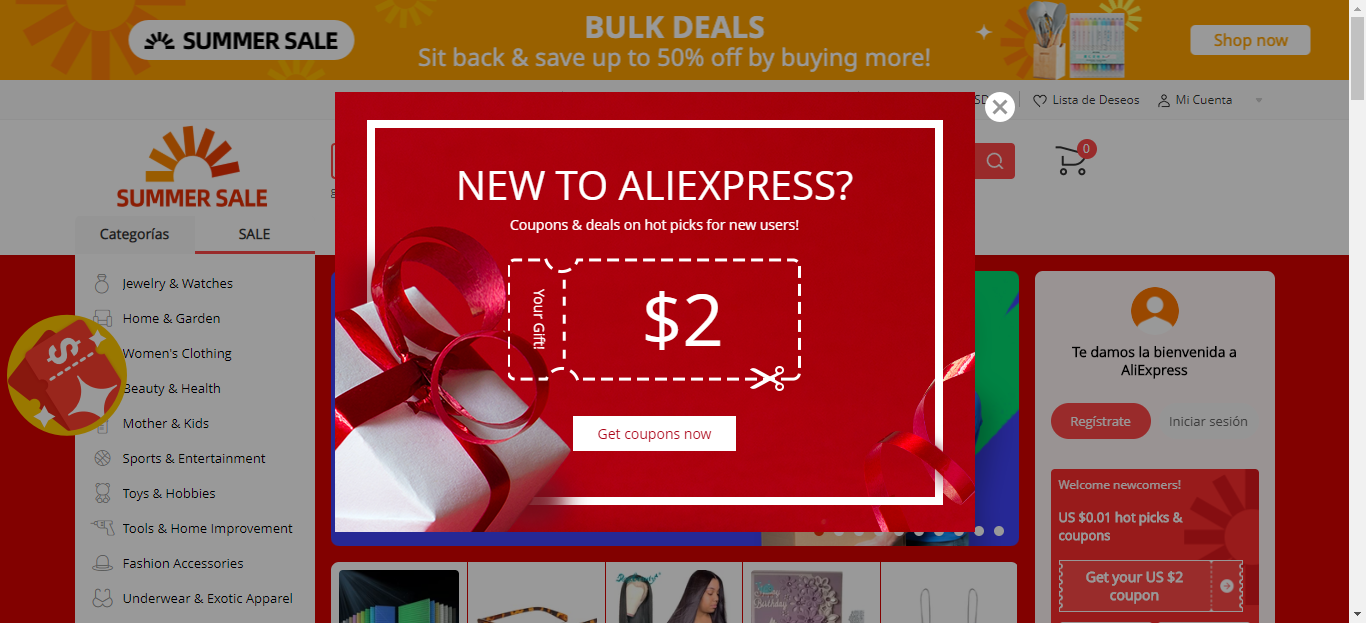 SUMMER SALE
BULK DEALS
Sit back & save up to 50% off by buying more!
Shop now
Lista de Deseos
Mi Cuenta
SUMMER SALE
0
Categorías
SALE
Jewelry & Watches
Home & Garden
Women's Clothing
Beauty & Health
Mother & Kids
Sports & Entertainment
Toys & Hobbies
Tools & Home Improvement
Fashion Accessories
Underwear & Exotic Apparel
$
NEW TO ALIEXPRESS?
Coupons & deals on hot picks for new users!
Your Gift!
$2
Get coupons now
Te damos la bienvenida a
AliExpress
Regístrate
Iniciar sesión
Welcome newcomers!
US $0.01 hot picks &
coupons
Get your US $2
coupon